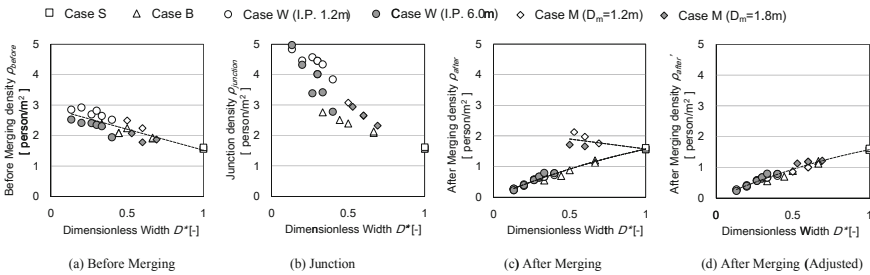 Case S Case B Case W (I.P. 1.2m) Case W (I.P. 6.0m) Case M (Dm=1.2m) Case M (Dm=1.8m)
Before Merging density ρbefore
[ person/m²]
5
4
3
2
1
0
0 0.5 1
Dimensionless Width D*[-]
(a) Before Merging
Junction density ρjunction
[ person/m²]
5
4
3
2
1
0
0 0.5 1
Dimensionless Width D*[-]
(b) Junction
After Merging density ρafter
[ person/m²]
5
4
3
2
1
0
0 0.5 1
Dimensionless Width D*[-]
(c) After Merging
After Merging density ρafter'
[ person/m²]
5
4
3
2
1
0
0 0.5 1
Dimensionless Width D*[-]
(d) After Merging (Adjusted)